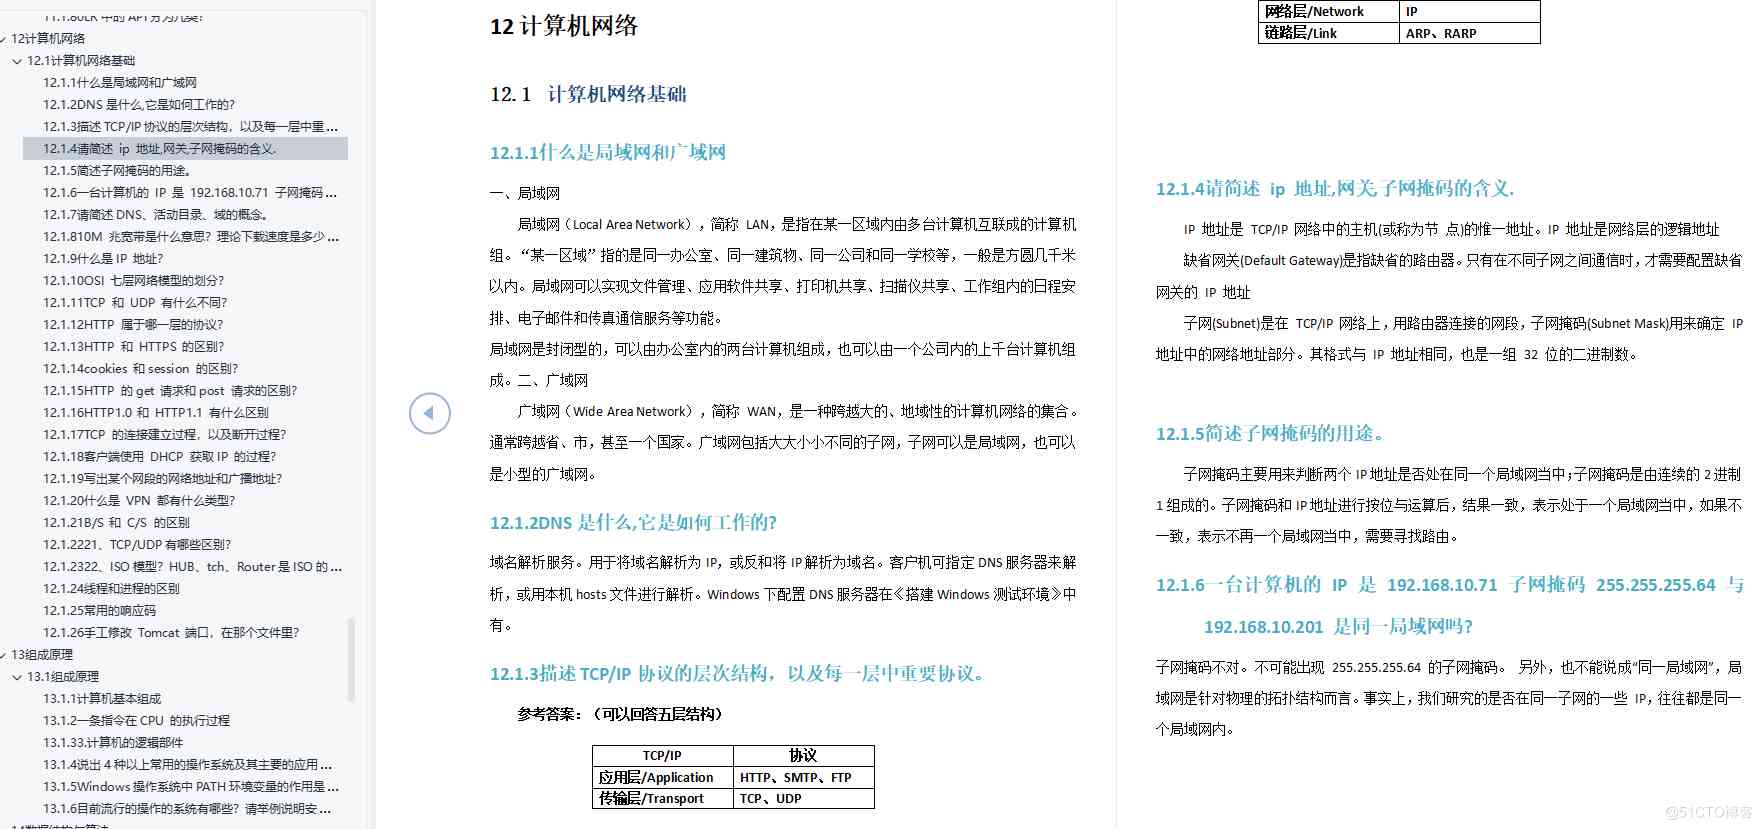 11.1.80LR 中的 API 分为几类?
12计算机网络
12.1计算机网络基础
12.1.1什么是局域网和广域网
12.1.2DNS 是什么,它是如何工作的?
12.1.3描述 TCP/IP 协议的层次结构，以及每一层中重 ...
12.1.4请简述 ip 地址,网关,子网掩码的含义.
12.1.5简述子网掩码的用途。
12.1.6一台计算机的 IP 是 192.168.10.71 子网掩码 ...
12.1.7请简述 DNS、活动目录、域的概念。
12.1.810M 兆宽带是什么意思？理论下载速度是多少 ...
12.1.9什么是 IP 地址?
12.1.10OSI 七层网络模型的划分?
12.1.11TCP 和 UDP 有什么不同?
12.1.12HTTP 属于哪一层的协议?
12.1.13HTTP 和 HTTPS 的区别?
12.1.14cookies 和 session 的区别?
12.1.15HTTP 的 get 请求和 post 请求的区别?
12.1.16HTTP1.0 和 HTTP1.1 有什么区别
12.1.17TCP 的连接建立过程，以及断开过程?
12.1.18客户端使用 DHCP 获取 IP 的过程?
12.1.19写出某个网段的网络地址和广播地址?
12.1.20什么是 VPN 都有什么类型?
12.1.21B/S 和 C/S 的区别
12.1.2221、TCP/UDP 有哪些区别?
12.1.2322、ISO 模型？HUB、tch、Router 是 ISO 的 ...
12.1.24线程和进程的区别
12.1.25常用的响应码
12.1.26手工修改 Tomcat 端口，在那个文件里?
13组成原理
13.1组成原理
13.1.1计算机基本组成
13.1.2一条指令在 CPU 的执行过程
13.1.33.计算机的逻辑部件
13.1.4说出 4 种以上常用的操作系统及其主要的应用 ...
13.1.5Windows 操作系统中 PATH 环境变量的作用是 ...
13.1.6目前流行的操作的系统有哪些？请举例说明安 ...
14数据结构与算法
12 计算机网络
12.1 计算机网络基础
12.1.1什么是局域网和广域网
一、局域网
局域网（Local Area Network），简称 LAN，是指在某一区域内由多台计算机互联成的计算机
组。“某一区域”指的是同一办公室、同一建筑物、同一公司和同一学校等，一般是方圆几千米
以内。局域网可以实现文件管理、应用软件共享、打印机共享、扫描仪共享、工作组内的日程安
排、电子邮件和传真通信服务等功能。
局域网是封闭型的，可以由办公室内的两台计算机组成，也可以由一个公司内的上千台计算机组
成。二、广域网
广域网（Wide Area Network），简称 WAN，是一种跨越大的、地域性的计算机网络的集合。
通常跨越省、市，甚至一个国家。广域网包括大大小小不同的子网，子网可以是局域网，也可以
是小型的广域网。
12.1.2DNS 是什么,它是如何工作的?
域名解析服务。用于将域名解析为 IP，或反和将 IP 解析为域名。客户机可指定 DNS 服务器来解
析，或用本机 hosts 文件进行解析。Windows 下配置 DNS 服务器在《搭建 Windows 测试环境》中
有。
12.1.3描述 TCP/IP 协议的层次结构，以及每一层中重要协议。
参考答案：（可以回答五层结构）
TCP/IP 协议
应用层/Application HTTP、SMTP、FTP
传输层/Transport TCP、UDP
网络层/Network IP
链路层/Link ARP、RARP
12.1.4请简述 ip 地址,网关,子网掩码的含义.
IP 地址是 TCP/IP 网络中的主机(或称为节 点)的惟一地址。IP 地址是网络层的逻辑地址
缺省网关(Default Gateway)是指缺省的路由器。只有在不同子网之间通信时，才需要配置缺省
网关的 IP 地址
子网(Subnet)是在 TCP/IP 网络上，用路由器连接的网段，子网掩码(Subnet Mask)用来确定 IP
地址中的网络地址部分。其格式与 IP 地址相同，也是一组 32 位的二进制数。
12.1.5简述子网掩码的用途。
子网掩码主要用来判断两个 IP 地址是否处在同一个局域网当中;子网掩码是由连续的 2 进制
1 组成的。子网掩码和 IP 地址进行按位与运算后，结果一致，表示处于一个局域网当中，如果不
一致，表示不再一个局域网当中，需要寻找路由。
12.1.6一台计算机的 IP 是 192.168.10.71 子网掩码 255.255.255.64 与
192.168.10.201 是同一局域网吗?
子网掩码不对。不可能出现 255.255.255.64 的子网掩码。 另外，也不能说成“同一局域网”，局
域网是针对物理的拓扑结构而言。事实上，我们研究的是否在同一子网的一些 IP，往往都是同一
个局域网内。
@51CTO博客